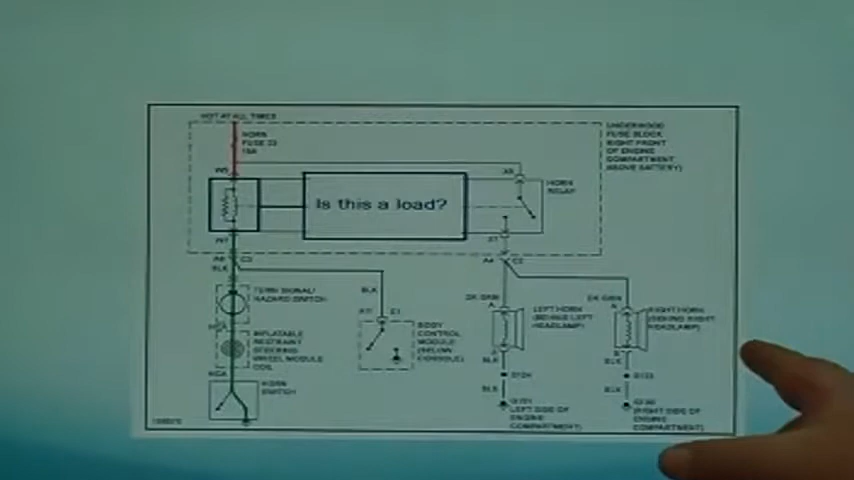 HOT AT ALL TIMES
HORN
FUSE
15A
UNDERHOOD
FUSE BLOCK
(RIGHT FRONT
OF ENGINE
COMPARTMENT
ABOVE BATTERY)
Is this a load?
HORN
RELAY
BLK
TURN SIGNAL/
HAZARD SWITCH
INFLATABLE
RESTRAINT
STEERING
WHEEL MODULE
COIL
HORN
SWITCH
BLK
BODY
CONTROL
MODULE
(BELOW
CONSOLE)
DK GRN
A
LEFT HORN
(BEHIND LEFT
HEADLAMP)
BLK
BLK
LEFT SIDE OF
ENGINE
COMPARTMENT)
DK GRN
A
RIGHT HORN
(BEHIND RIGHT
HEADLAMP)
BLK
BLK
(RIGHT SIDE OF
ENGINE
COMPARTMENT)